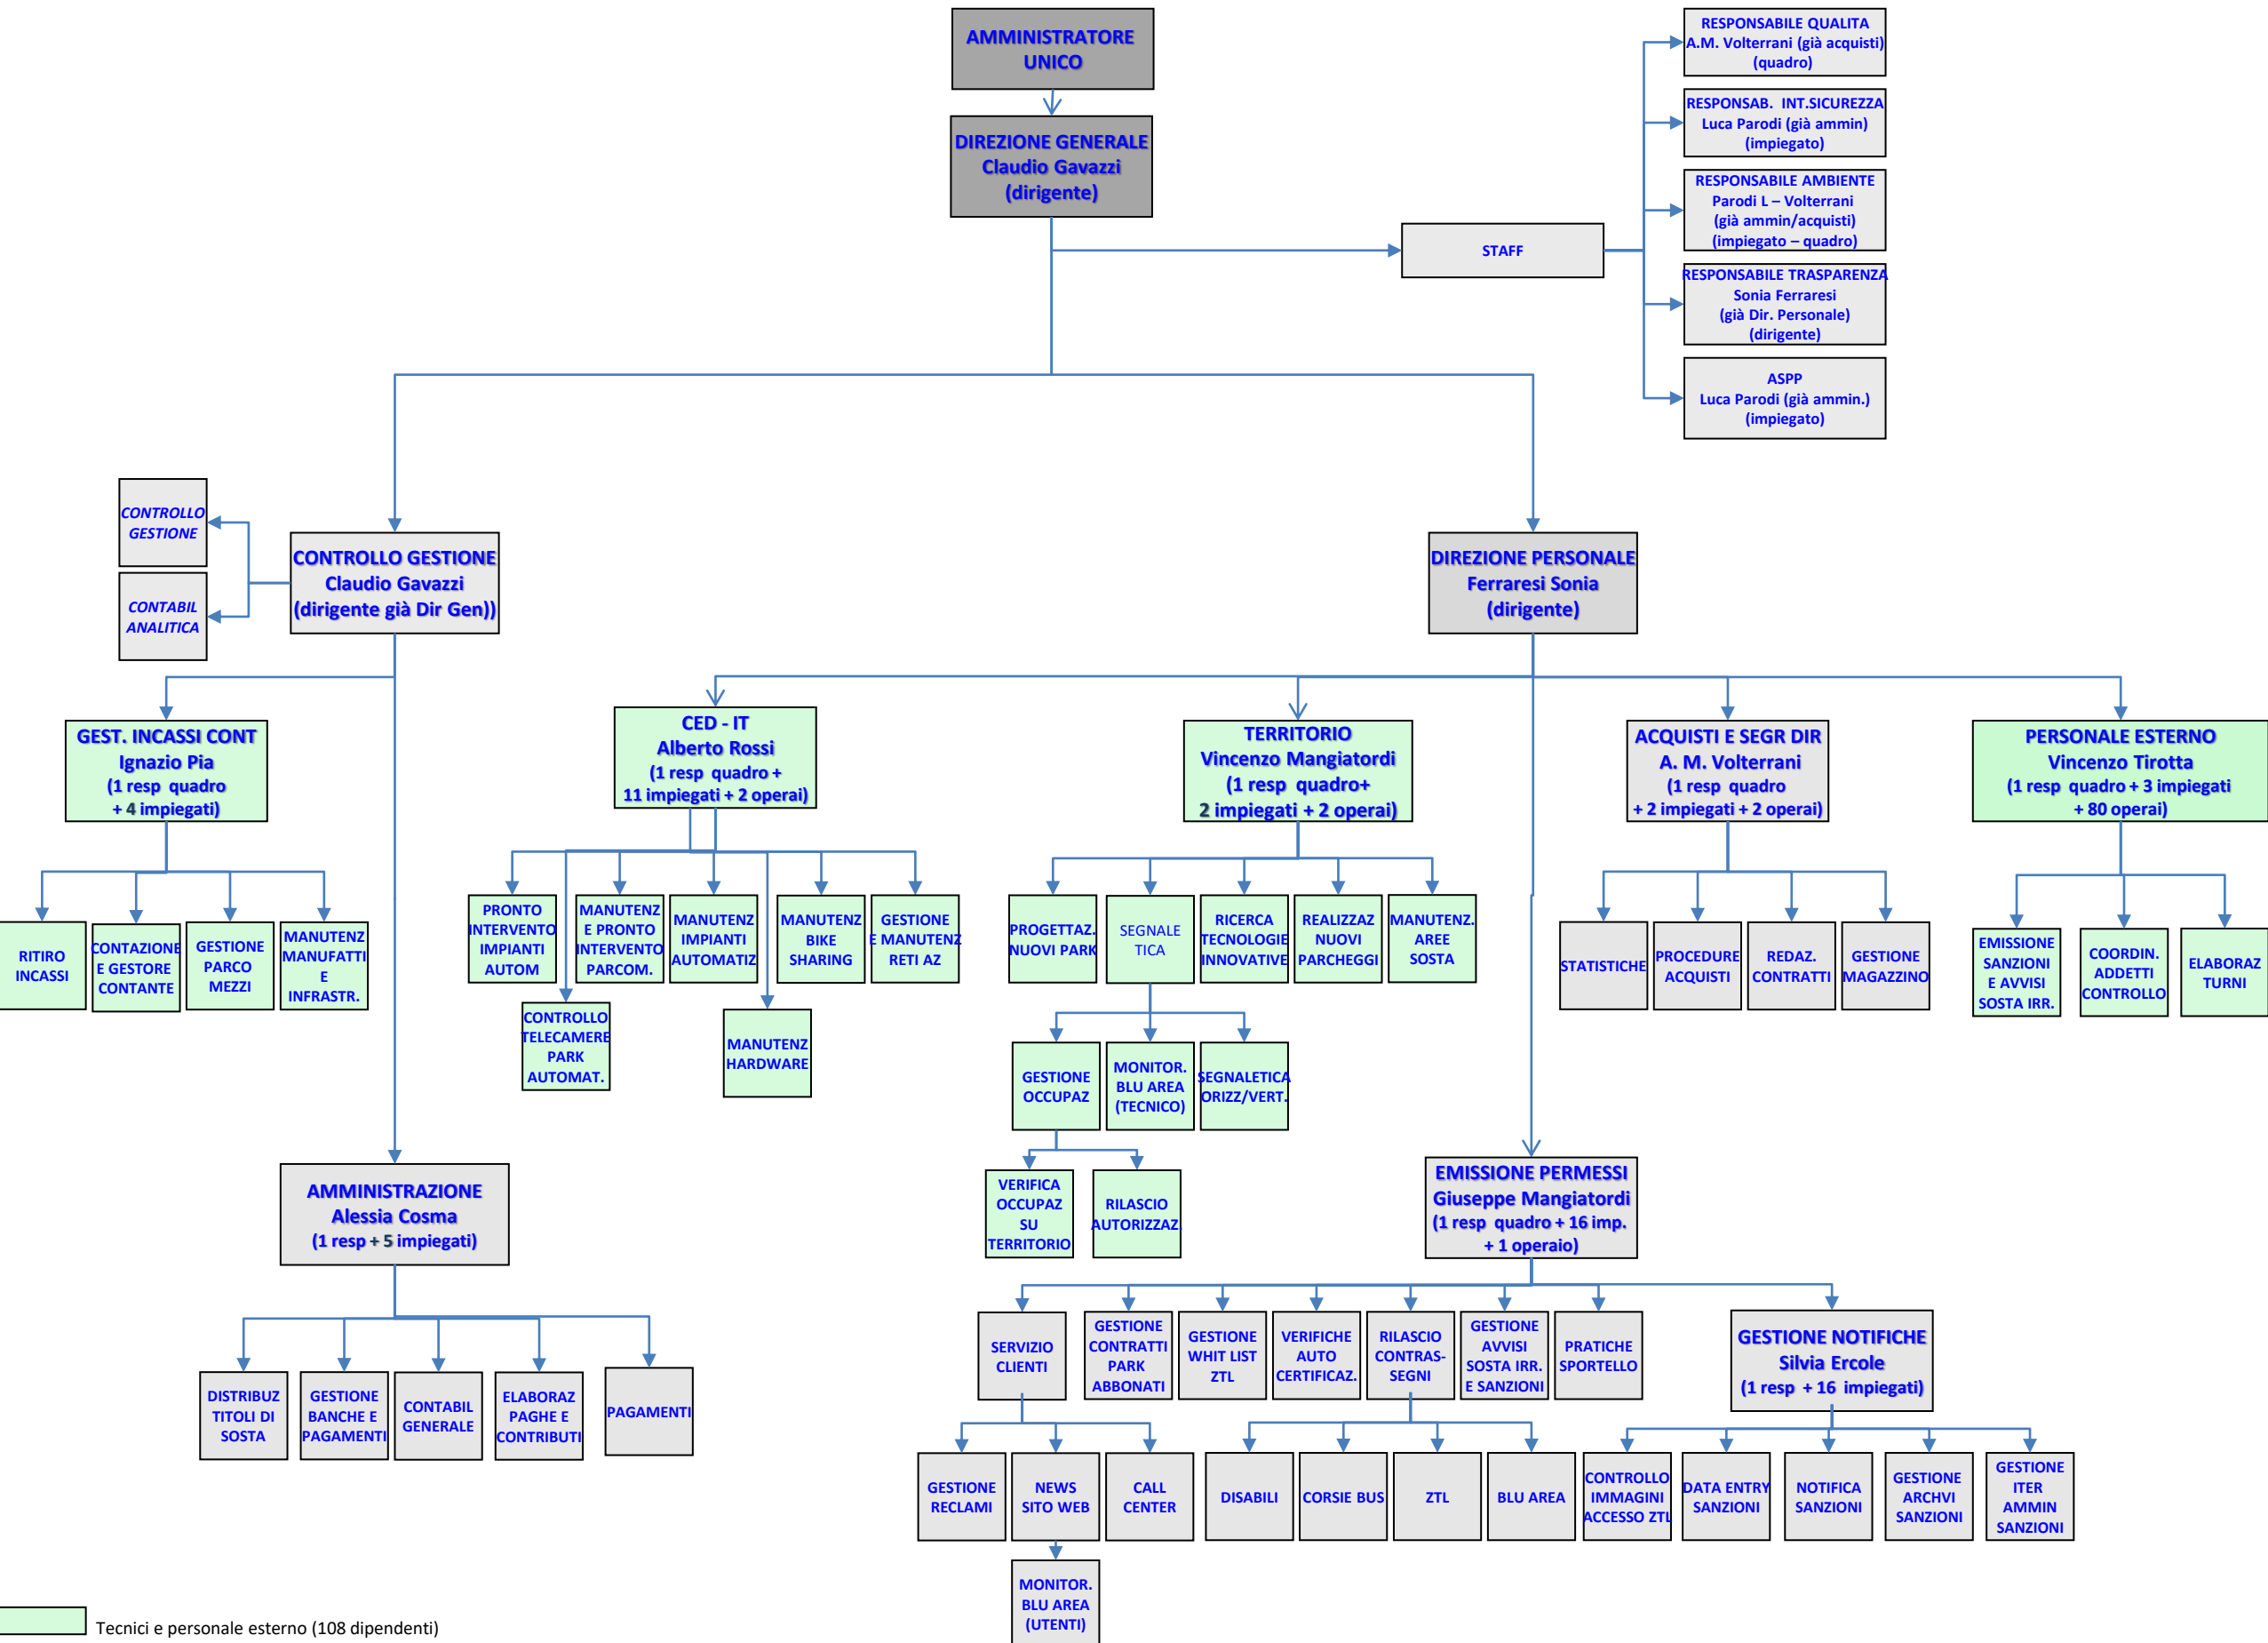 AMMINISTRATORE
UNICO
DIREZIONE GENERALE
Claudio Gavazzi
(dirigente)
STAFF
RESPONSABILE QUALITA
A.M. Volterrani (già acquisti)
(quadro)
RESPONSAB. INT.SICUREZZA
Luca Parodi (già ammin)
(impiegato)
RESPONSABILE AMBIENTE
Parodi L – Volterrani
(già ammin/acquisti)
(impiegato – quadro)
RESPONSABILE TRASPARENZA
Sonia Ferraresi
(già Dir. Personale)
(dirigente)
ASPP
Luca Parodi (già ammin.)
(impiegato)
CONTROLLO
GESTIONE
CONTABIL
ANALITICA
CONTROLLO GESTIONE
Claudio Gavazzi
(dirigente già Dir Gen))
DIREZIONE PERSONALE
Ferraresi Sonia
(dirigente)
GEST. INCASSI CONT
Ignazio Pia
(1 resp quadro
+ 4 impiegati)
CED - IT
Alberto Rossi
(1 resp quadro +
11 impiegati + 2 operai)
TERRITORIO
Vincenzo Mangiatordi
(1 resp quadro+
2 impiegati + 2 operai)
ACQUISTI E SEGR DIR
A. M. Volterrani
(1 resp quadro
+ 2 impiegati + 2 operai)
PERSONALE ESTERNO
Vincenzo Tirotta
(1 resp quadro + 3 impiegati
+ 80 operai)
RITIRO
INCASSI
CONTAZIONE
E GESTORE
CONTANTE
GESTIONE
PARCO
MEZZI
MANUTENZ
MANUFATTI
E
INFRASTR.
PRONTO
INTERVENTO
IMPIANTI
AUTOM
MANUTENZ
E PRONTO
INTERVENTO
PARCOM.
MANUTENZ
IMPIANTI
AUTOMATIZ
MANUTENZ
BIKE
SHARING
GESTIONE
E MANUTENZ
RETI AZ
CONTROLLO
TELECAMERE
PARK
AUTOMAT.
MANUTENZ
HARDWARE
PROGETTAZ.
NUOVI PARK
SEGNALE
TICA
RICERCA
TECNOLOGIE
INNOVATIVE
REALIZZAZ
NUOVI
PARCHEGGI
MANUTENZ.
AREE
SOSTA
STATISTICHE
PROCEDURE
ACQUISTI
REDAZ.
CONTRATTI
GESTIONE
MAGAZZINO
EMISSIONE
SANZIONI
E AVVISI
SOSTA IRR.
COORDIN.
ADDETTI
CONTROLLO
ELABORAZ
TURNI
GESTIONE
OCCUPAZ
MONITOR.
BLU AREA
(TECNICO)
SEGNALETICA
ORIZZ/VERT.
VERIFICA
OCCUPAZ
SU
TERRITORIO
RILASCIO
AUTORIZZAZ.
AMMINISTRAZIONE
Alessia Cosma
(1 resp + 5 impiegati)
EMISSIONE PERMESSI
Giuseppe Mangiatordi
(1 resp quadro + 16 imp.
+ 1 operaio)
DISTRIBUZ
TITOLI DI
SOSTA
GESTIONE
BANCHE E
PAGAMENTI
CONTABIL
GENERALE
ELABORAZ
PAGHE E
CONTRIBUTI
PAGAMENTI
SERVIZIO
CLIENTI
GESTIONE
CONTRATTI
PARK
ABBONATI
GESTIONE
WHIT LIST
ZTL
VERIFICHE
AUTO
CERTIFICAZ.
RILASCIO
CONTRAS-
SEGNI
GESTIONE
AVVISI
SOSTA IRR.
E SANZIONI
PRATICHE
SPORTELLO
GESTIONE NOTIFICHE
Silvia Ercole
(1 resp + 16 impiegati)
GESTIONE
RECLAMI
NEWS
SITO WEB
CALL
CENTER
DISABILI
CORSIE BUS
ZTL
BLU AREA
CONTROLLO
IMMAGINI
ACCESSO ZTL
DATA ENTRY
SANZIONI
NOTIFICA
SANZIONI
GESTIONE
ARCHVI
SANZIONI
GESTIONE
ITER
AMMIN
SANZIONI
MONITOR.
BLU AREA
(UTENTI)
Tecnici e personale esterno (108 dipendenti)